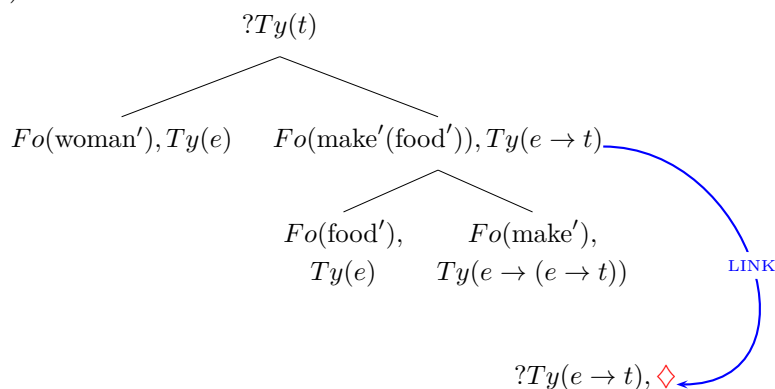 ?Ty(t)
Fo(woman′), Ty(e) Fo(make′(food′)), Ty(e → t)
Fo(food′), Fo(make′),
Ty(e) Ty(e → (e → t))
LINK
?Ty(e → t), ♢